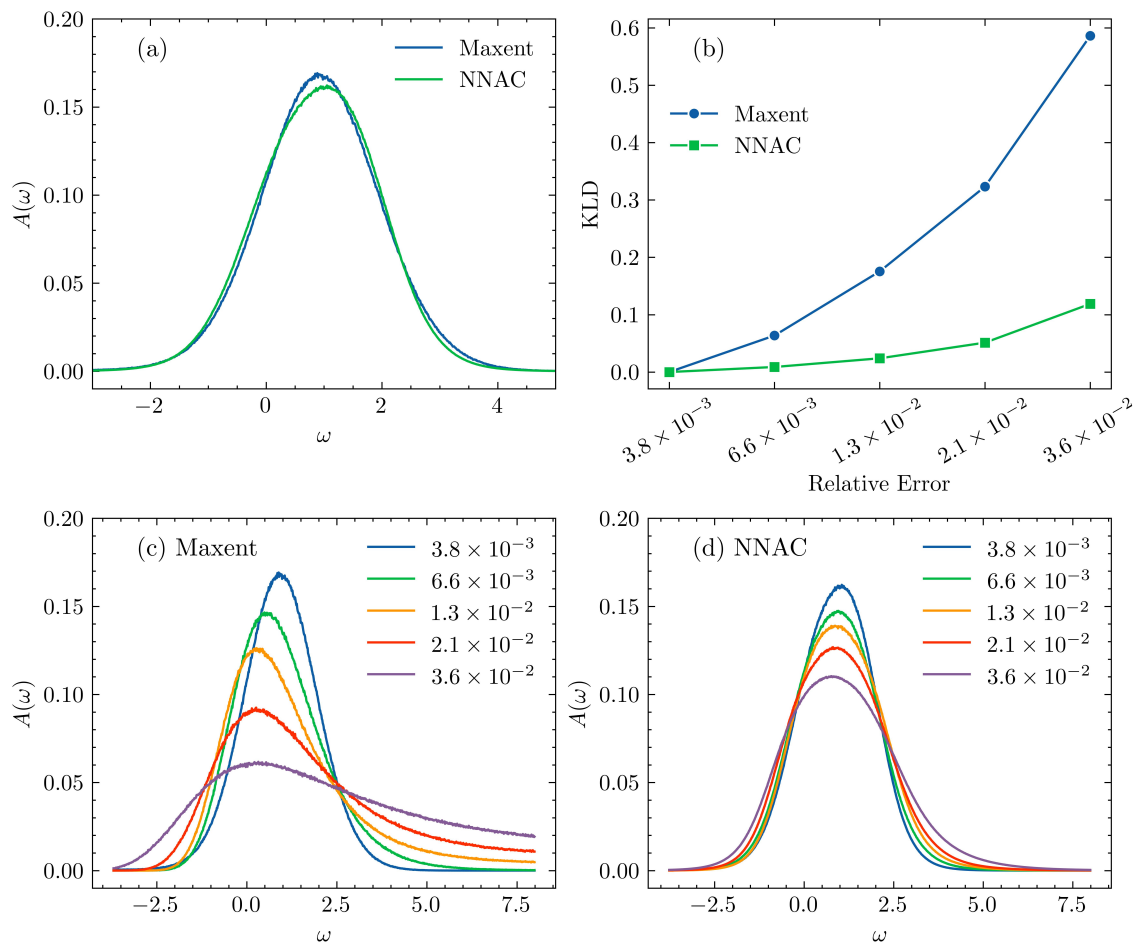 (a)
Maxent
NNAC
0.20
0.15
0.10
0.05
0.00
A(ω)
−2
0
2
4
ω
(b)
Maxent
NNAC
0.6
0.5
0.4
0.3
0.2
0.1
0.0
KLD
3.8 × 10⁻³
6.6 × 10⁻³
1.3 × 10⁻²
2.1 × 10⁻²
3.6 × 10⁻²
Relative Error
(c) Maxent
3.8 × 10⁻³
6.6 × 10⁻³
1.3 × 10⁻²
2.1 × 10⁻²
3.6 × 10⁻²
0.20
0.15
0.10
0.05
0.00
A(ω)
−2.5
0.0
2.5
5.0
7.5
ω
(d) NNAC
3.8 × 10⁻³
6.6 × 10⁻³
1.3 × 10⁻²
2.1 × 10⁻²
3.6 × 10⁻²
0.20
0.15
0.10
0.05
0.00
A(ω)
−2.5
0.0
2.5
5.0
7.5
ω